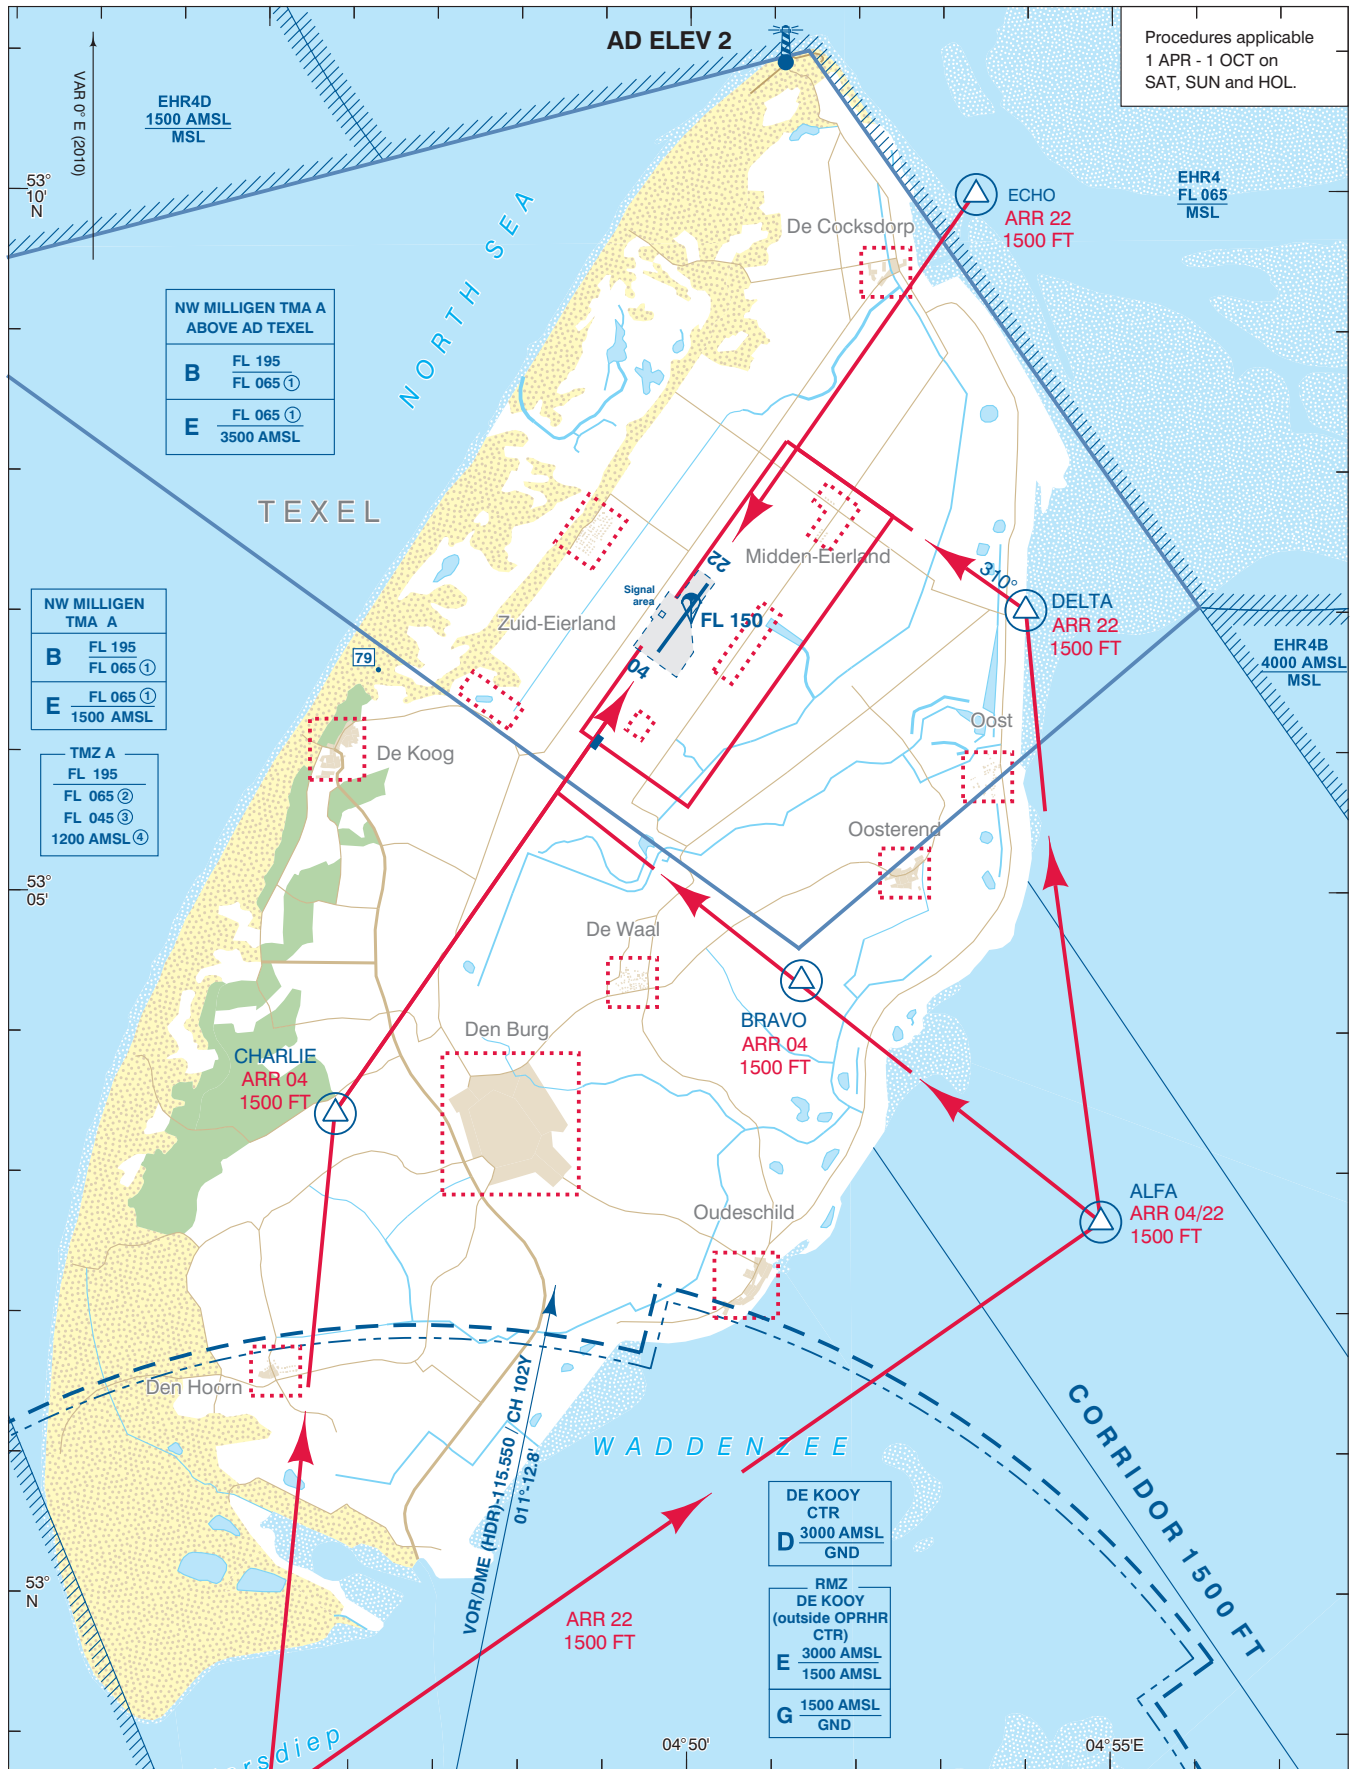 AD ELEV 2
Procedures applicable
1 APR - 1 OCT on
SAT, SUN and HOL.
VAR 0° E (2010)
EHR4D
1500 AMSL
MSL
53°
10'
N
ECHO
ARR 22
1500 FT
EHR4
FL 065
MSL
De Cocksdorp
NORTH SEA
NW MILLIGEN TMA A
ABOVE AD TEXEL
B FL 195
FL 065 ①
E FL 065 ①
3500 AMSL
TEXEL
22
Midden-Eierland
310°
Signal
area
FL 150
Zuid-Eierland
04
DELTA
ARR 22
1500 FT
EHR4B
4000 AMSL
MSL
NW MILLIGEN
TMA A
B FL 195
FL 065 ①
E FL 065 ①
1500 AMSL
79
De Koog
Oost
TMZ A
FL 195
FL 065 ②
FL 045 ③
1200 AMSL ④
Oosterend
53°
05'
De Waal
BRAVO
ARR 04
1500 FT
Den Burg
CHARLIE
ARR 04
1500 FT
ALFA
ARR 04/22
1500 FT
Oudeschild
Den Hoorn
VOR/DME (HDR)-115.550 / CH 102Y
011°-12.8'
WADDENZEE
CORRIDOR 1500 FT
DE KOOY
CTR
D 3000 AMSL
GND
RMZ
DE KOOY
(outside OPRHR
CTR)
E 3000 AMSL
1500 AMSL
G 1500 AMSL
GND
53°
N
ARR 22
1500 FT
rsdiep
04°50'
04°55'E